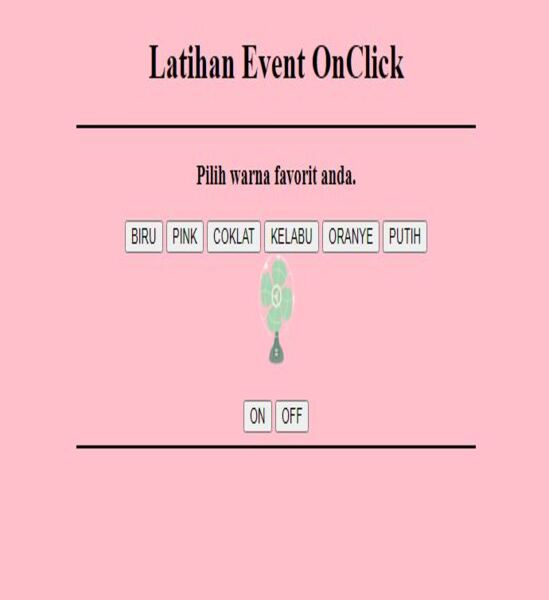 Latihan Event OnClick
Pilih warna favorit anda.
BIRU PINK COKLAT KELABU ORANYE PUTIH
ON OFF